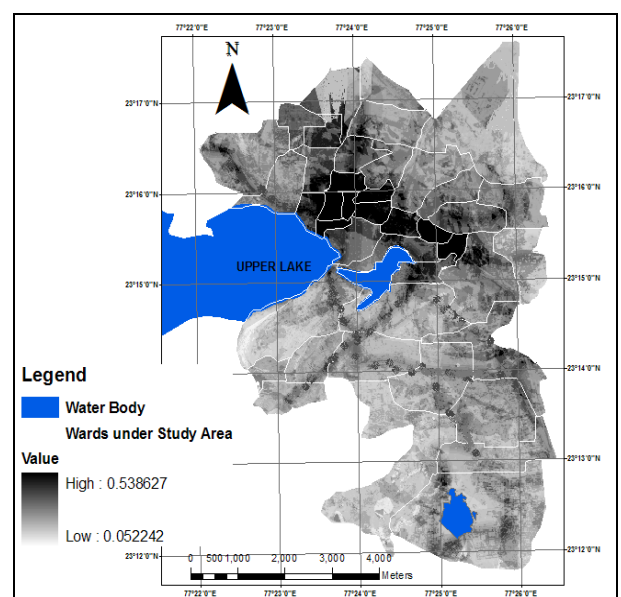 77°22'0"E 77°23'0"E 77°24'0"E 77°25'0"E 77°26'0"E
N
23°17'0"N 23°17'0"N
23°16'0"N 23°16'0"N
UPPER LAKE
23°15'0"N 23°15'0"N
23°14'0"N
Legend
Water Body
Wards under Study Area
Value
High : 0.538627
Low : 0.052242
23°13'0"N 23°13'0"N
23°12'0"N 23°12'0"N
0 500 1,000 2,000 3,000 4,000
Meters
77°22'0"E 77°23'0"E 77°24'0"E 77°25'0"E 77°26'0"E